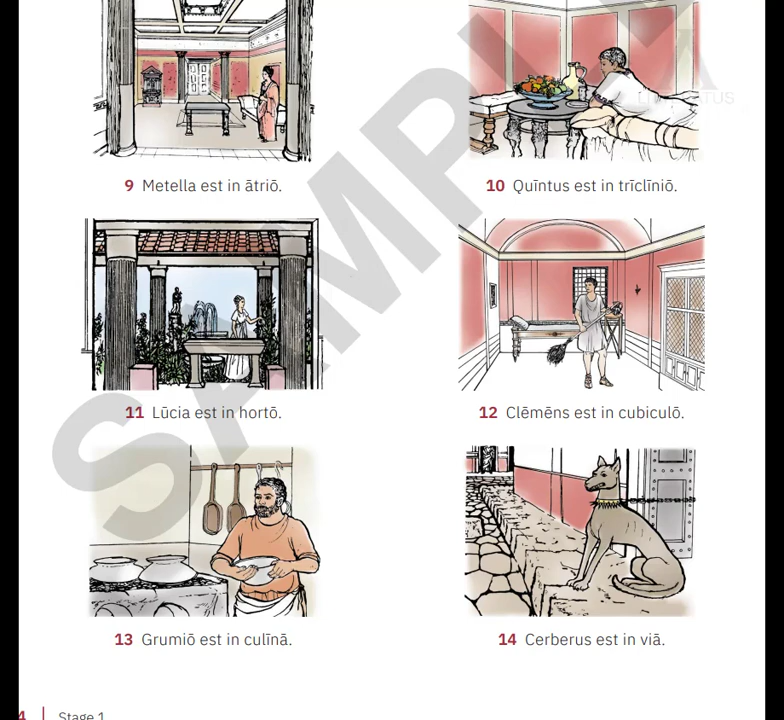 9 Metella est in ātriō.
10 Quīntus est in trīclīniō.
11 Lūcia est in hortō.
12 Clēmēns est in cubiculō.
13 Grumiō est in culīnā.
14 Cerberus est in viā.
4 | Stage 1
SAMPLE